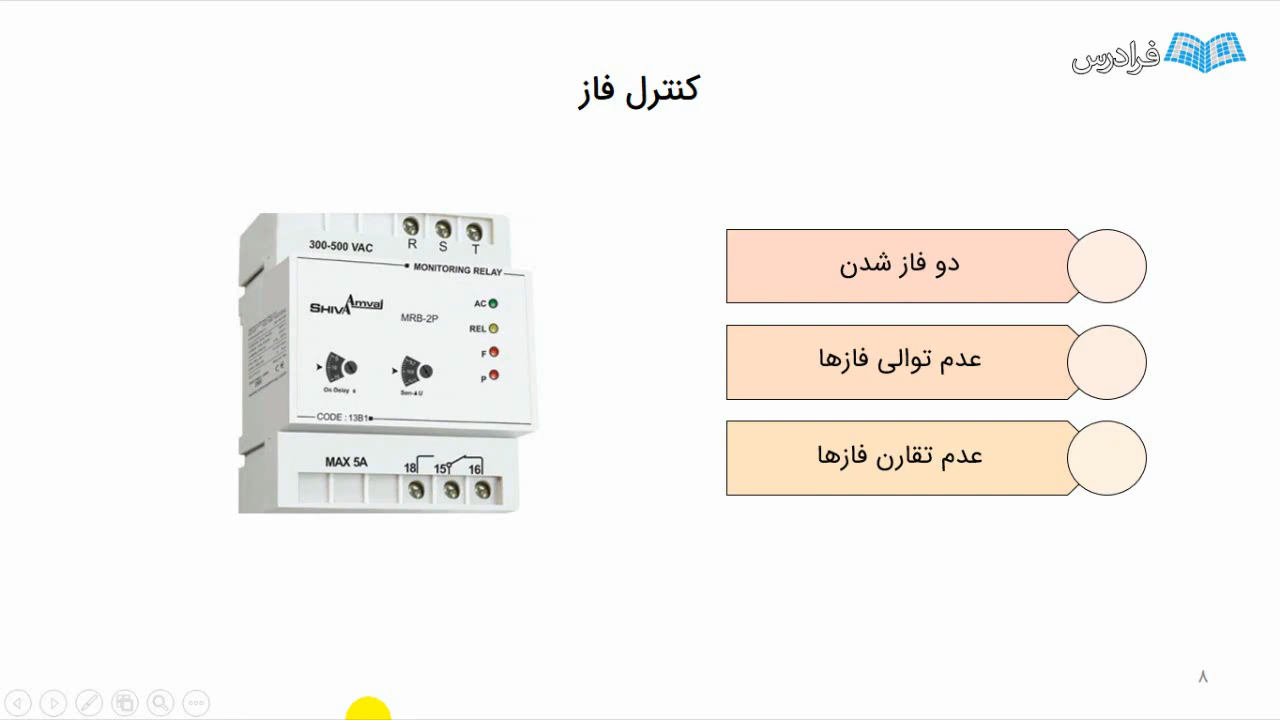 فرادرس
کنترل فاز
300-500 VAC
R S T
MONITORING RELAY
SHIVA Amvaj
MRB-2P
AC
REL
F
P
On Delay s
Sen-ΔU
CODE : 13B1
MAX 5A
18 15 16
دو فاز شدن
عدم توالی فازها
عدم تقارن فازها
۸